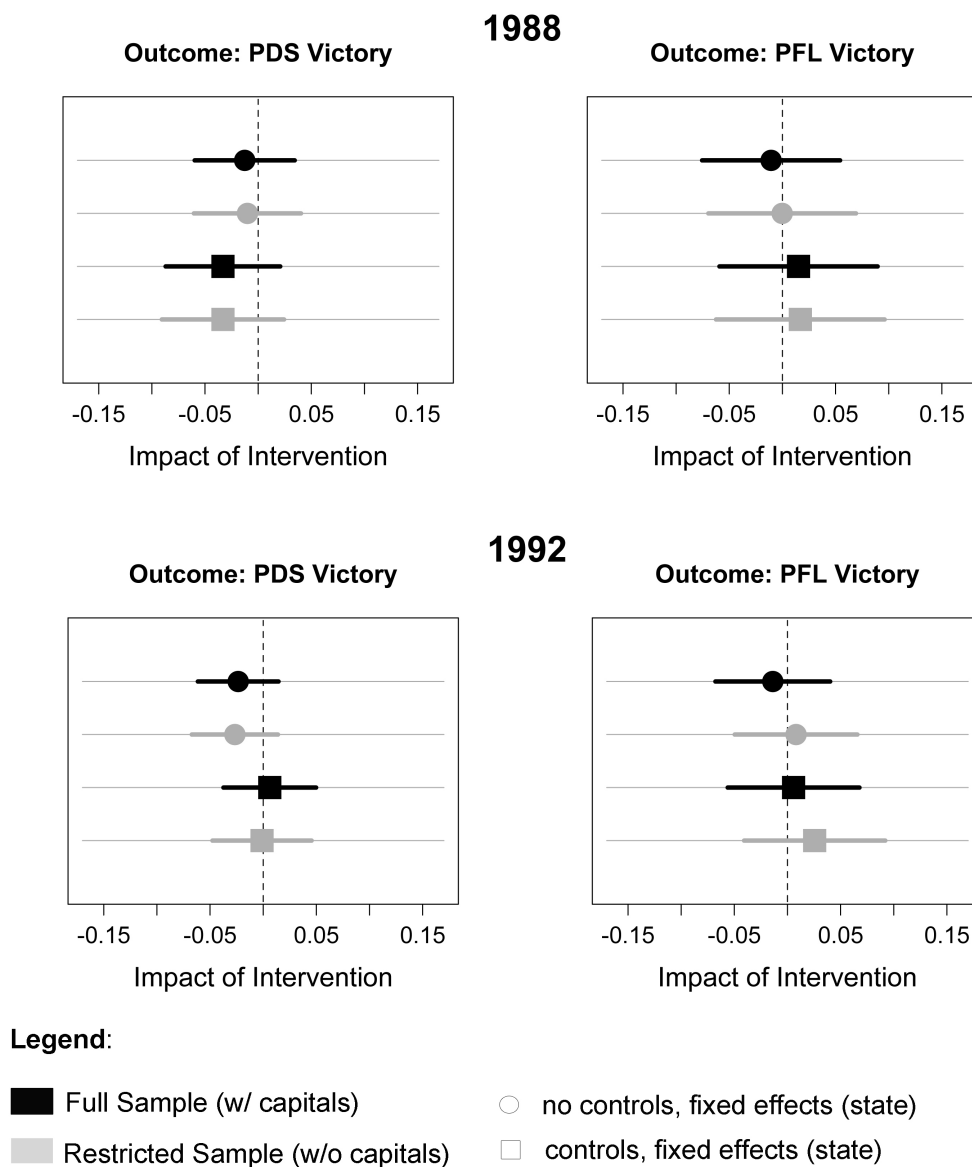 1988
Outcome: PDS Victory
Outcome: PFL Victory
-0.15 -0.05 0.05 0.15
-0.15 -0.05 0.05 0.15
Impact of Intervention
Impact of Intervention
1992
Outcome: PDS Victory
Outcome: PFL Victory
-0.15 -0.05 0.05 0.15
-0.15 -0.05 0.05 0.15
Impact of Intervention
Impact of Intervention
Legend:
Full Sample (w/ capitals)
no controls, fixed effects (state)
Restricted Sample (w/o capitals)
controls, fixed effects (state)